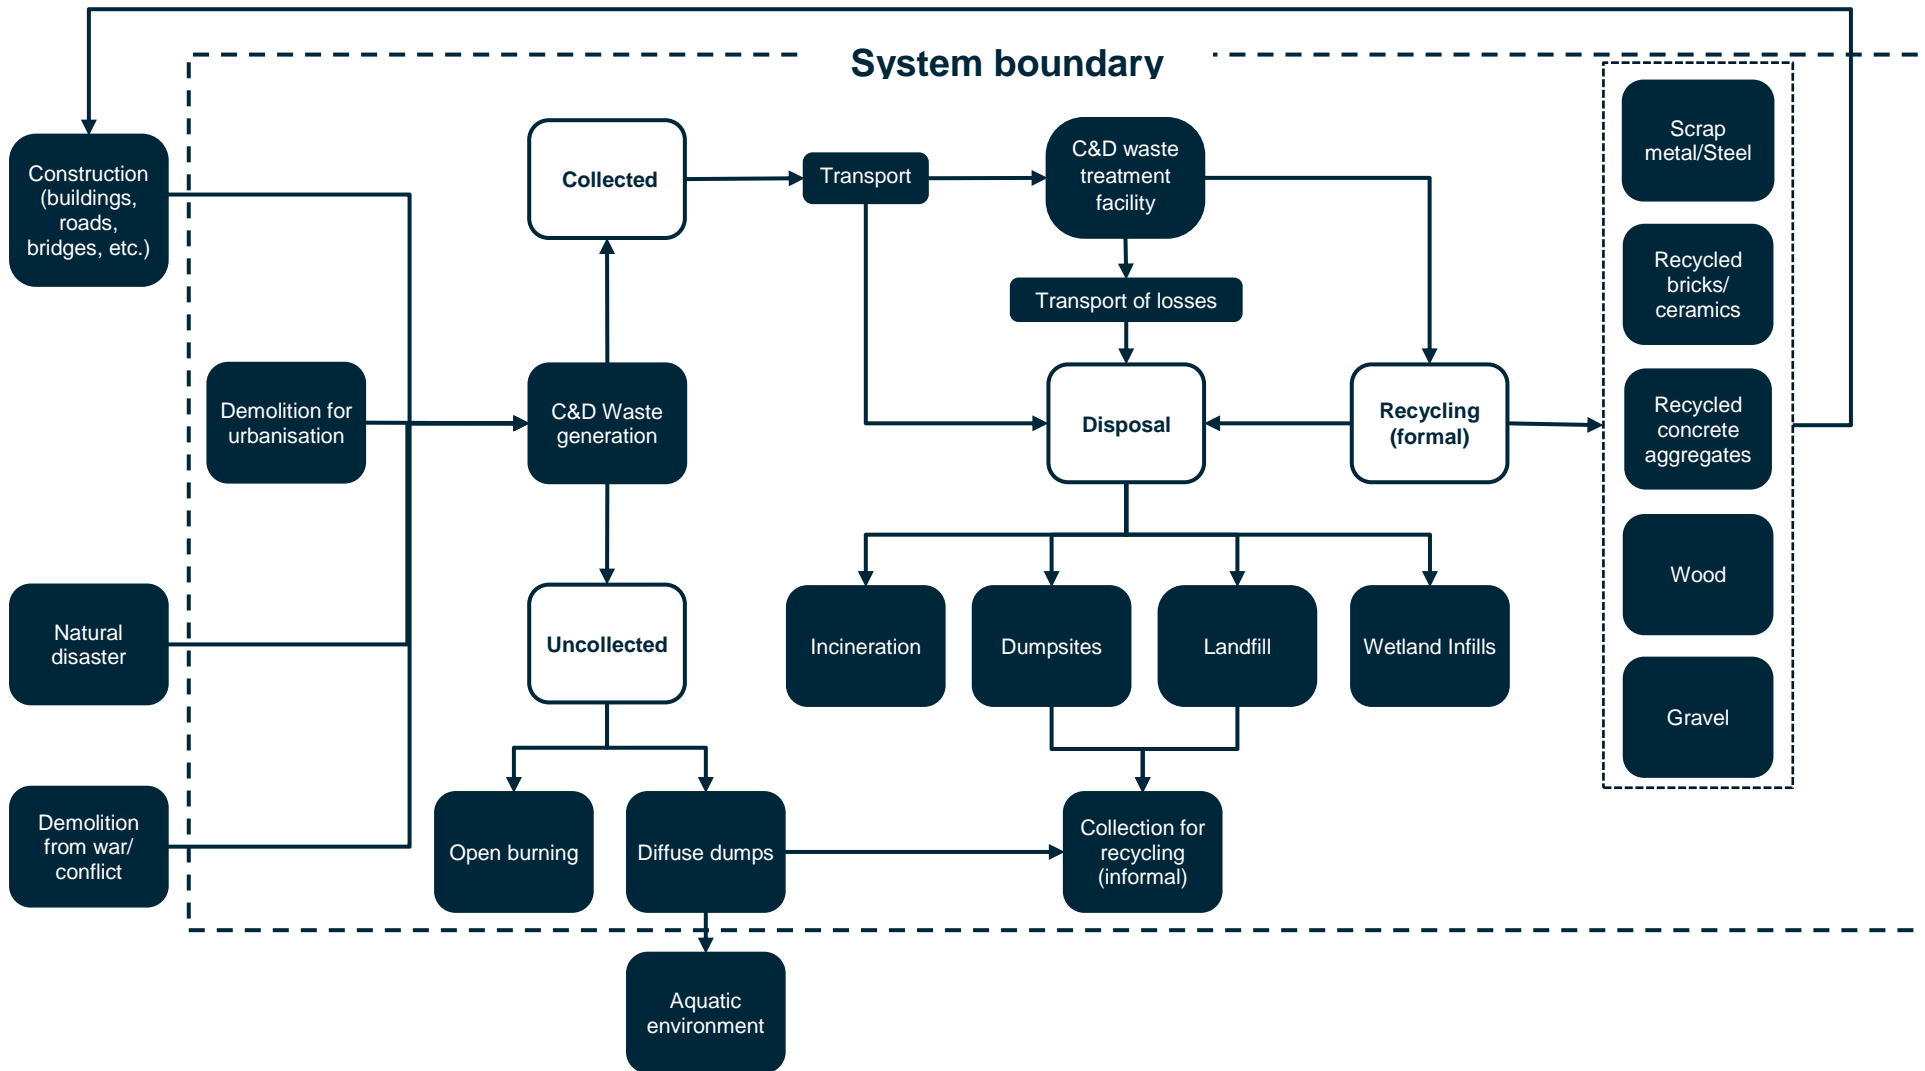 System boundary
Construction
(buildings,
roads,
bridges, etc.)
Collected
Transport
C&D waste
treatment
facility
Scrap
metal/Steel
Transport of losses
Recycled
bricks/
ceramics
Demolition for
urbanisation
C&D Waste
generation
Disposal
Recycling
(formal)
Recycled
concrete
aggregates
Natural
disaster
Uncollected
Incineration
Dumpsites
Landfill
Wetland Infills
Wood
Gravel
Demolition
from war/
conflict
Open burning
Diffuse dumps
Collection for
recycling
(informal)
Aquatic
environment